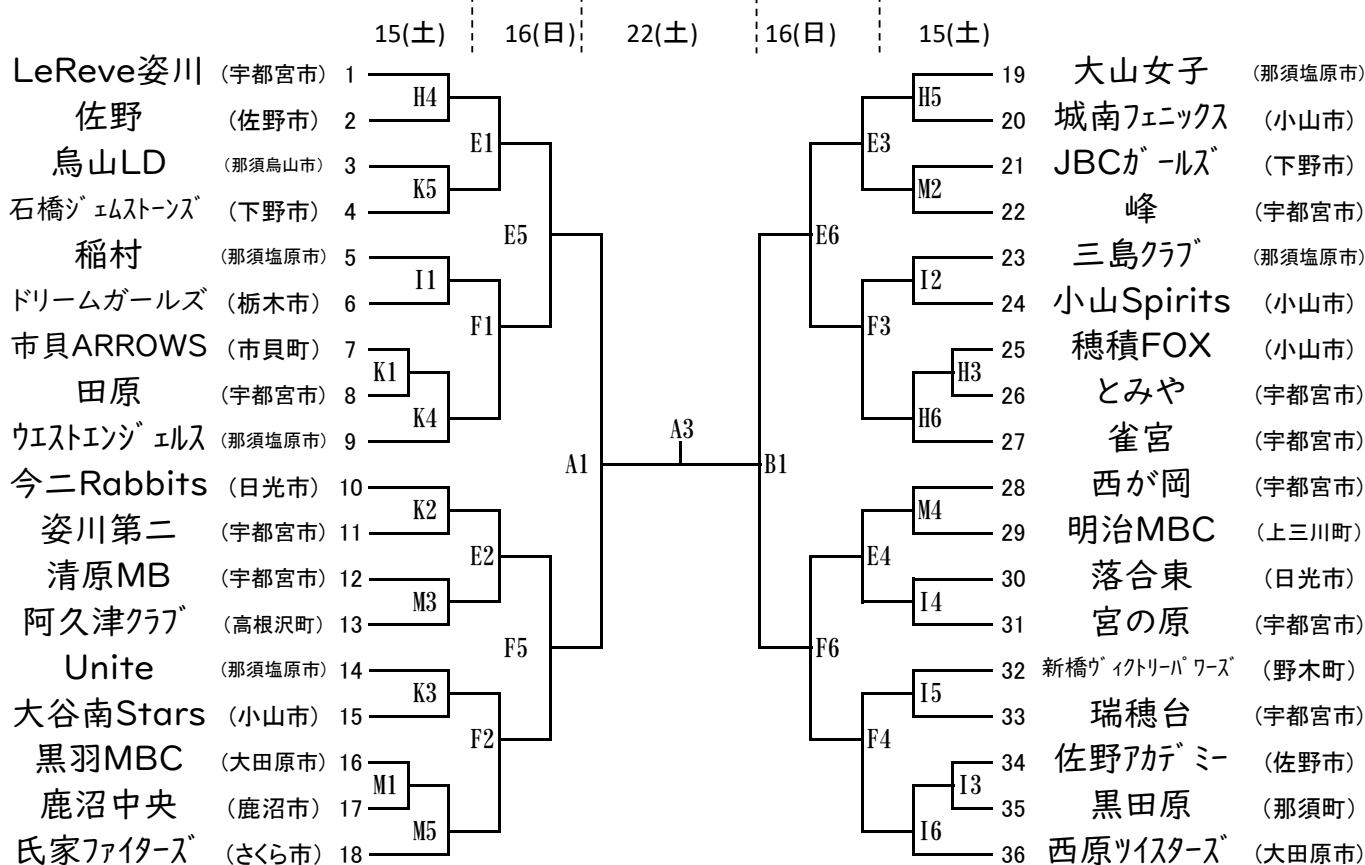 15(土) 16(日) 22(土) 16(日) 15(土)
LeReve姿川 (宇都宮市) 1
佐野 (佐野市) 2
烏山LD (那須烏山市) 3
石橋ジェムストーンズ (下野市) 4
稲村 (那須塩原市) 5
ドリームガールズ (栃木市) 6
市貝ARROWS (市貝町) 7
田原 (宇都宮市) 8
ウエストエンジェルス (那須塩原市) 9
今二Rabbits (日光市) 10
姿川第二 (宇都宮市) 11
清原MB (宇都宮市) 12
阿久津クラブ (高根沢町) 13
Unite (那須塩原市) 14
大谷南Stars (小山市) 15
黒羽MBC (大田原市) 16
鹿沼中央 (鹿沼市) 17
氏家ファイターズ (さくら市) 18
H4
K5
I1
K1
K4
K2
M3
K3
M1
M5
E1
F1
E2
F2
E5
F5
A1
A3
B1
E6
F6
E3
F3
E4
F4
H5
M2
I2
H3
H6
M4
I4
I5
I3
I6
19 大山女子 (那須塩原市)
20 城南フェニックス (小山市)
21 JBCガールズ (下野市)
22 峰 (宇都宮市)
23 三島クラブ (那須塩原市)
24 小山Spirits (小山市)
25 穂積FOX (小山市)
26 とみや (宇都宮市)
27 雀宮 (宇都宮市)
28 西が岡 (宇都宮市)
29 明治MBC (上三川町)
30 落合東 (日光市)
31 宮の原 (宇都宮市)
32 新橋ヴィクトリーパワーズ (野木町)
33 瑞穂台 (宇都宮市)
34 佐野アカデミー (佐野市)
35 黒田原 (那須町)
36 西原ツイスターズ (大田原市)